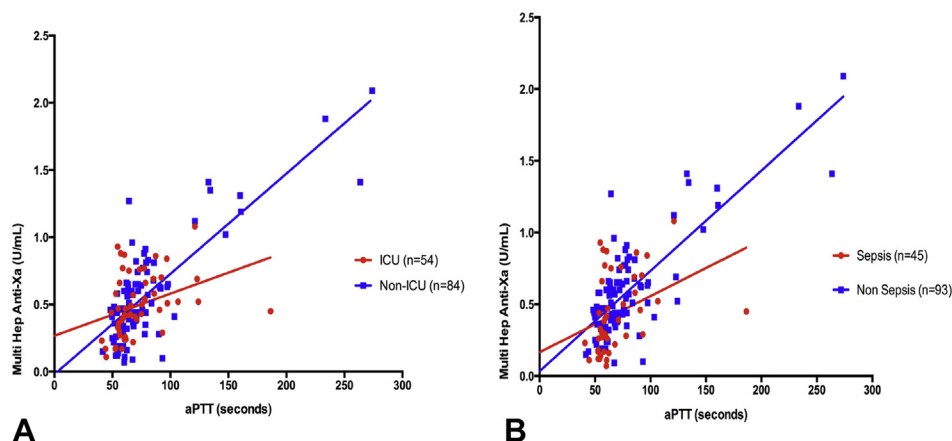 2.5
2.0
1.5
1.0
0.5
0.0
Multi Hep Anti-Xa (U/mL)
0 50 100 150 200 250 300
aPTT (seconds)
ICU (n=54)
Non-ICU (n=84)
A
2.5
2.0
1.5
1.0
0.5
0.0
Multi Hep Anti-Xa (U/mL)
0 50 100 150 200 250 300
aPTT (seconds)
Sepsis (n=45)
Non Sepsis (n=93)
B